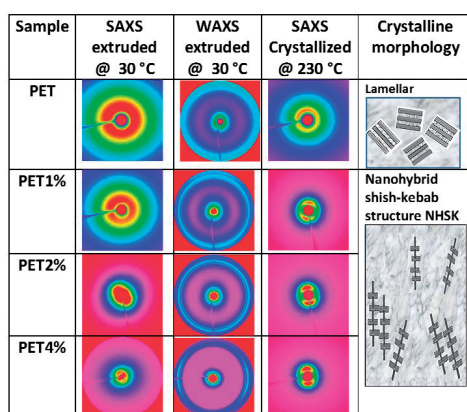 Sample
SAXS
extruded
@ 30 °C
WAXS
extruded
@ 30 °C
SAXS
Crystallized
@ 230 °C
Crystalline
morphology
PET
Lamellar
PET1%
Nanohybrid
shish-kebab
structure NHSK
PET2%
PET4%